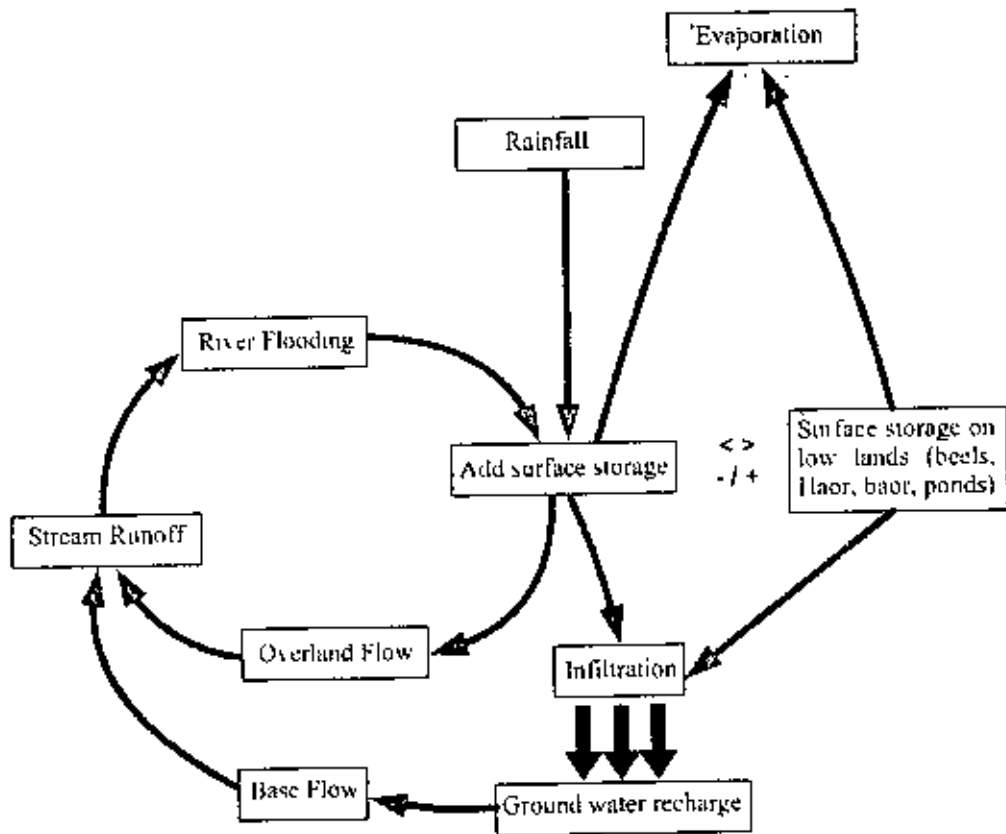 Evaporation
Rainfall
River Flooding
Add surface storage
< >
- / +
Surface storage on
low lands (beels,
Haor, baor, ponds)
Stream Runoff
Overland Flow
Infiltration
Base Flow
Ground water recharge